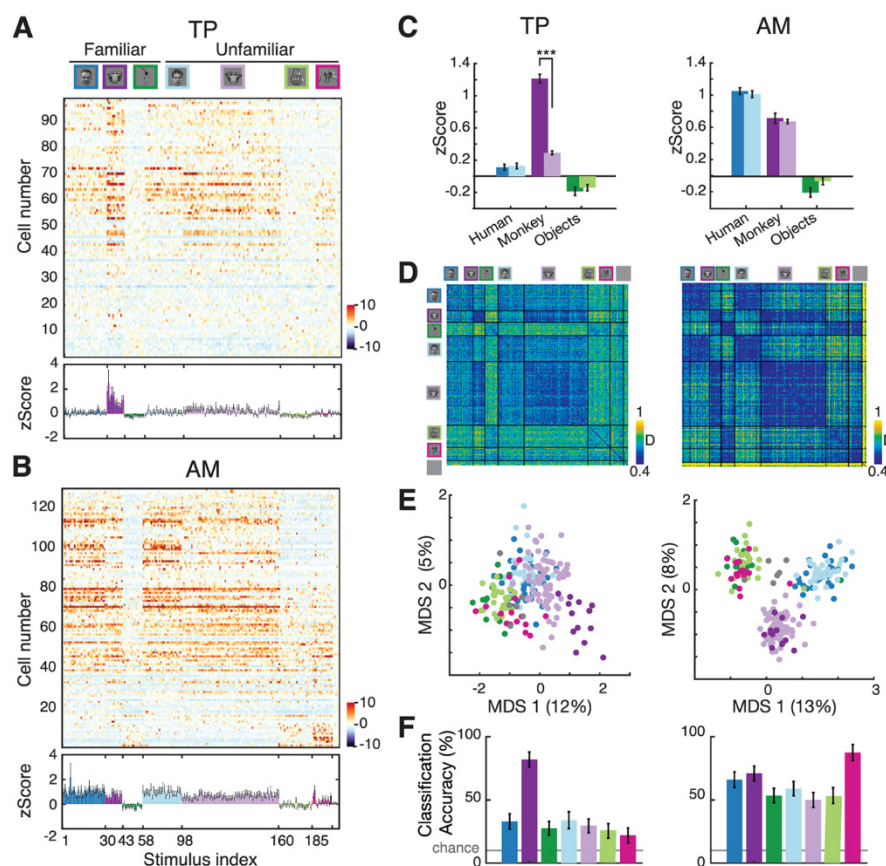 A
TP
Familiar
Unfamiliar
Cell number
90
80
70
60
50
40
30
20
10
10
0
-10
zScore
4
2
0
-2
B
AM
Cell number
120
100
80
60
40
20
10
0
-10
zScore
4
2
0
-2
1
30
43
58
98
160
185
Stimulus index
C
TP
AM
zScore
1.4
1
0.6
0.2
-0.2
***
Human
Monkey
Objects
zScore
1.4
1
0.6
0.2
-0.2
Human
Monkey
Objects
D
1
D
0.4
1
D
0.4
E
MDS 2 (5%)
2
0
-2
0
2
MDS 1 (12%)
MDS 2 (8%)
2
0
-2
0
3
MDS 1 (13%)
F
Classification
Accuracy (%)
100
50
0
chance
100
50
0